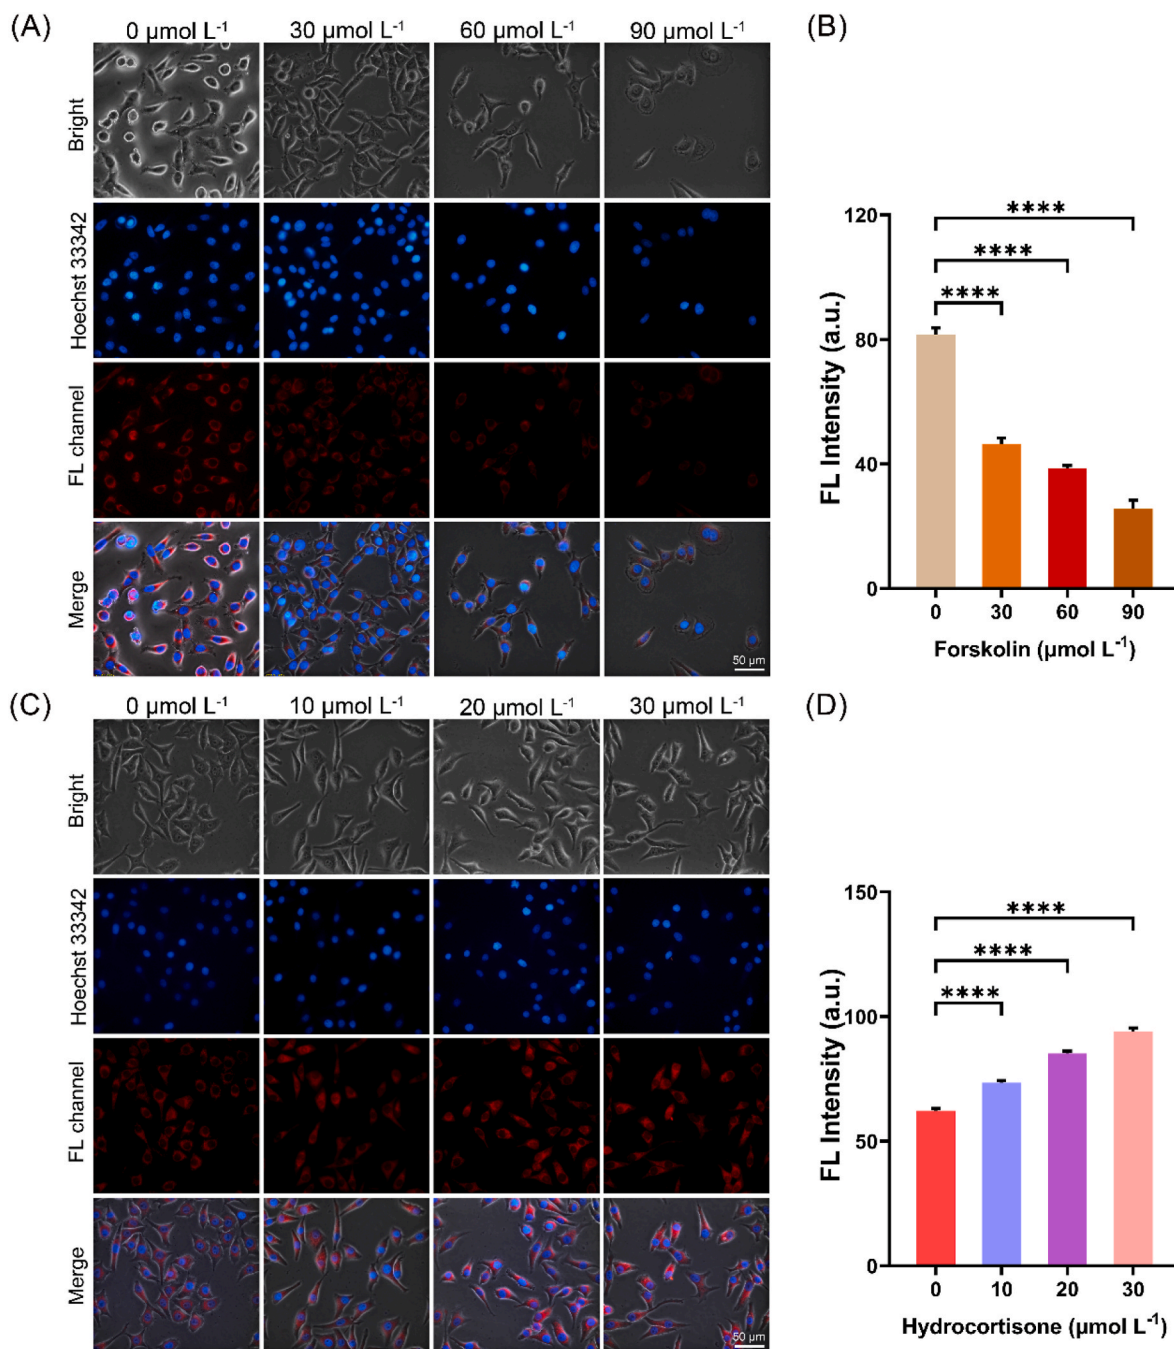 (A)
0 µmol L⁻¹ 30 µmol L⁻¹ 60 µmol L⁻¹ 90 µmol L⁻¹
Bright
Hoechst 33342
FL channel
Merge
50 µm
(B)
FL Intensity (a.u.)
120
80
40
0
****
****
****
0 30 60 90
Forskolin (µmol L⁻¹)
(C)
0 µmol L⁻¹ 10 µmol L⁻¹ 20 µmol L⁻¹ 30 µmol L⁻¹
Bright
Hoechst 33342
FL channel
Merge
50 µm
(D)
FL Intensity (a.u.)
150
100
50
0
****
****
****
0 10 20 30
Hydrocortisone (µmol L⁻¹)